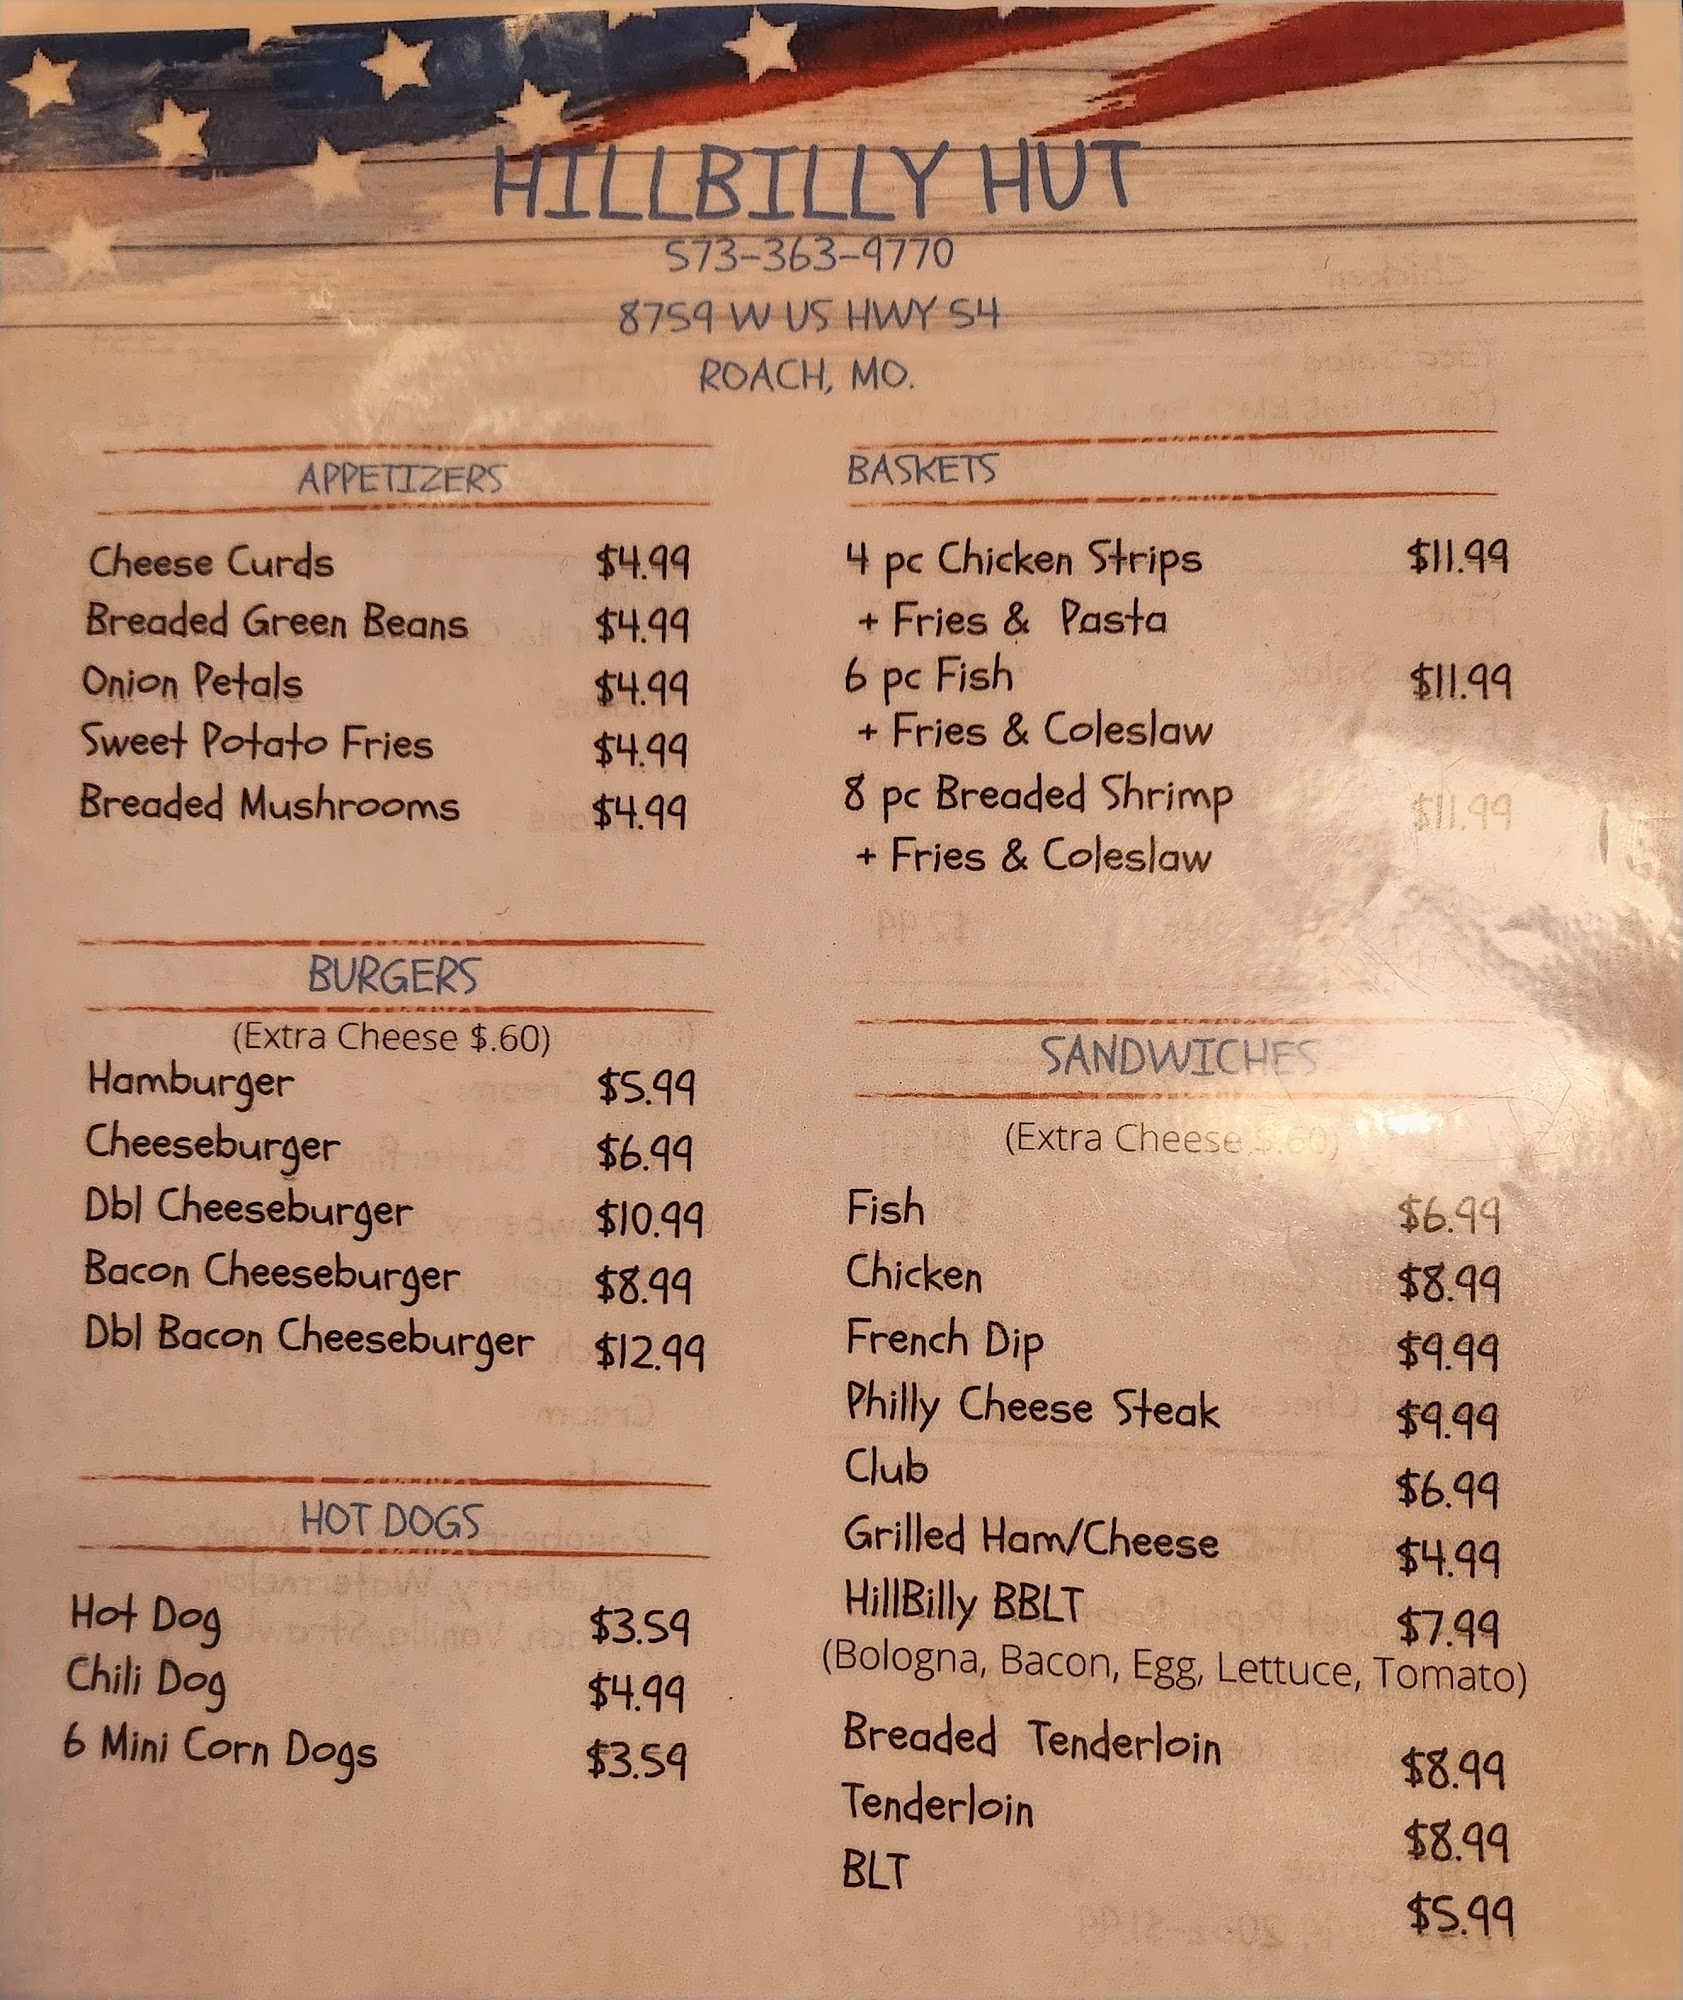 HILLBILLY HUT
573-363-9770
8759 W US HWY 54
ROACH, MO.
APPETIZERS
Cheese Curds $4.99
Breaded Green Beans $4.99
Onion Petals $4.99
Sweet Potato Fries $4.99
Breaded Mushrooms $4.99
BURGERS
(Extra Cheese $.60)
Hamburger $5.99
Cheeseburger $6.99
Dbl Cheeseburger $10.99
Bacon Cheeseburger $8.99
Dbl Bacon Cheeseburger $12.99
HOT DOGS
Hot Dog $3.59
Chili Dog $4.99
6 Mini Corn Dogs $3.59
BASKETS
4 pc Chicken Strips $11.99
+ Fries & Pasta
6 pc Fish $11.99
+ Fries & Coleslaw
8 pc Breaded Shrimp $11.99
+ Fries & Coleslaw
SANDWICHES
(Extra Cheese $.60)
Fish $6.99
Chicken $8.99
French Dip $9.99
Philly Cheese Steak $9.99
Club $6.99
Grilled Ham/Cheese $4.99
HillBilly BBLT $7.99
(Bologna, Bacon, Egg, Lettuce, Tomato)
Breaded Tenderloin $8.99
Tenderloin $8.99
BLT $5.99